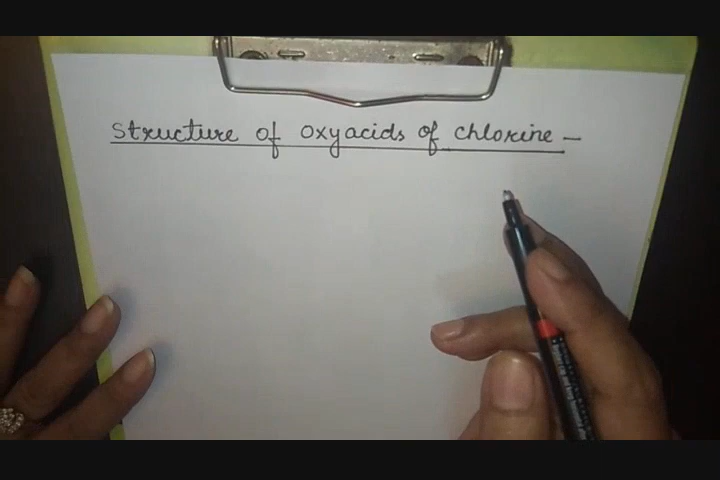 Structure of Oxyacids of chlorine –